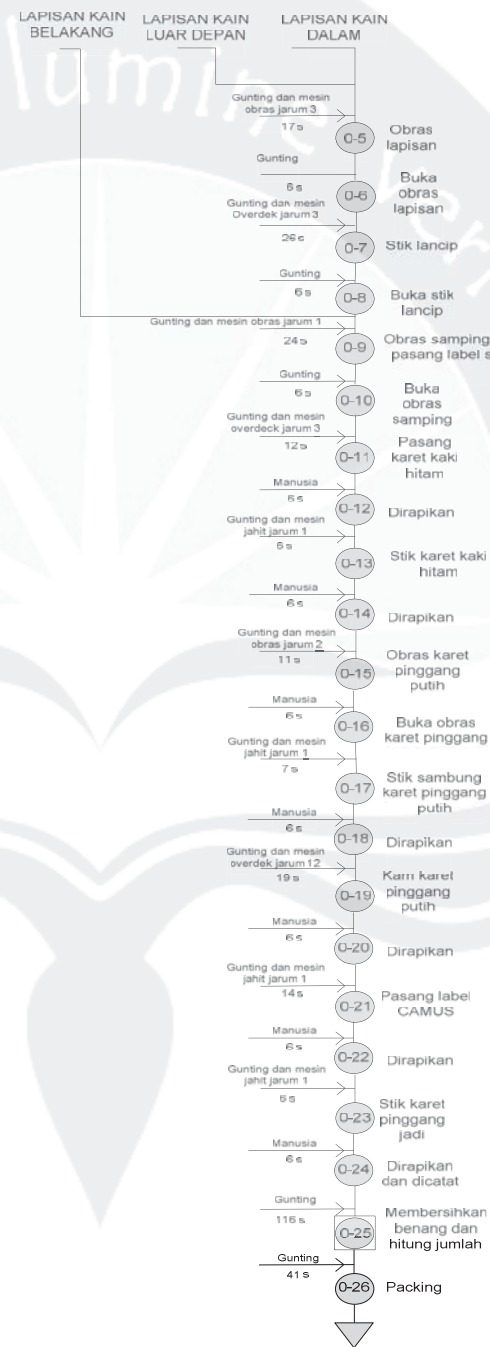 LAPISAN KAIN
BELAKANG
LAPISAN KAIN
LUAR DEPAN
LAPISAN KAIN
DALAM
lumine
veri
Gunting dan mesin
obras jarum 3
17 s
0-5
Obras
lapisan
Gunting
6 s
0-6
Buka
obras
lapisan
Gunting dan mesin
Overdek jarum 3
26 s
0-7
Stik lancip
Gunting
6 s
0-8
Buka stik
lancip
Gunting dan mesin obras jarum 1
24 s
0-9
Obras samping
pasang label s
Gunting
6 s
0-10
Buka
obras
samping
Gunting dan mesin
overdeck jarum 3
12 s
0-11
Pasang
karet kaki
hitam
Manusia
6 s
0-12
Dirapikan
Gunting dan mesin
jahit jarum 1
6 s
0-13
Stik karet kaki
hitam
Manusia
6 s
0-14
Dirapikan
Gunting dan mesin
obras jarum 2
11 s
0-15
Obras karet
pinggang
putih
Manusia
6 s
0-16
Buka obras
karet pinggang
Gunting dan mesin
jahit jarum 1
7 s
0-17
Stik sambung
karet pinggang
putih
Manusia
6 s
0-18
Dirapikan
Gunting dan mesin
overdek jarum 12
19 s
0-19
Kam karet
pinggang
putih
Manusia
6 s
0-20
Dirapikan
Gunting dan mesin
jahit jarum 1
14 s
0-21
Pasang label
CAMUS
Manusia
6 s
0-22
Dirapikan
Gunting dan mesin
jahit jarum 1
6 s
0-23
Stik karet
pinggang
jadi
Manusia
6 s
0-24
Dirapikan
dan dicatat
Gunting
116 s
0-25
Membersihkan
benang dan
hitung jumlah
Gunting
41 s
0-26
Packing